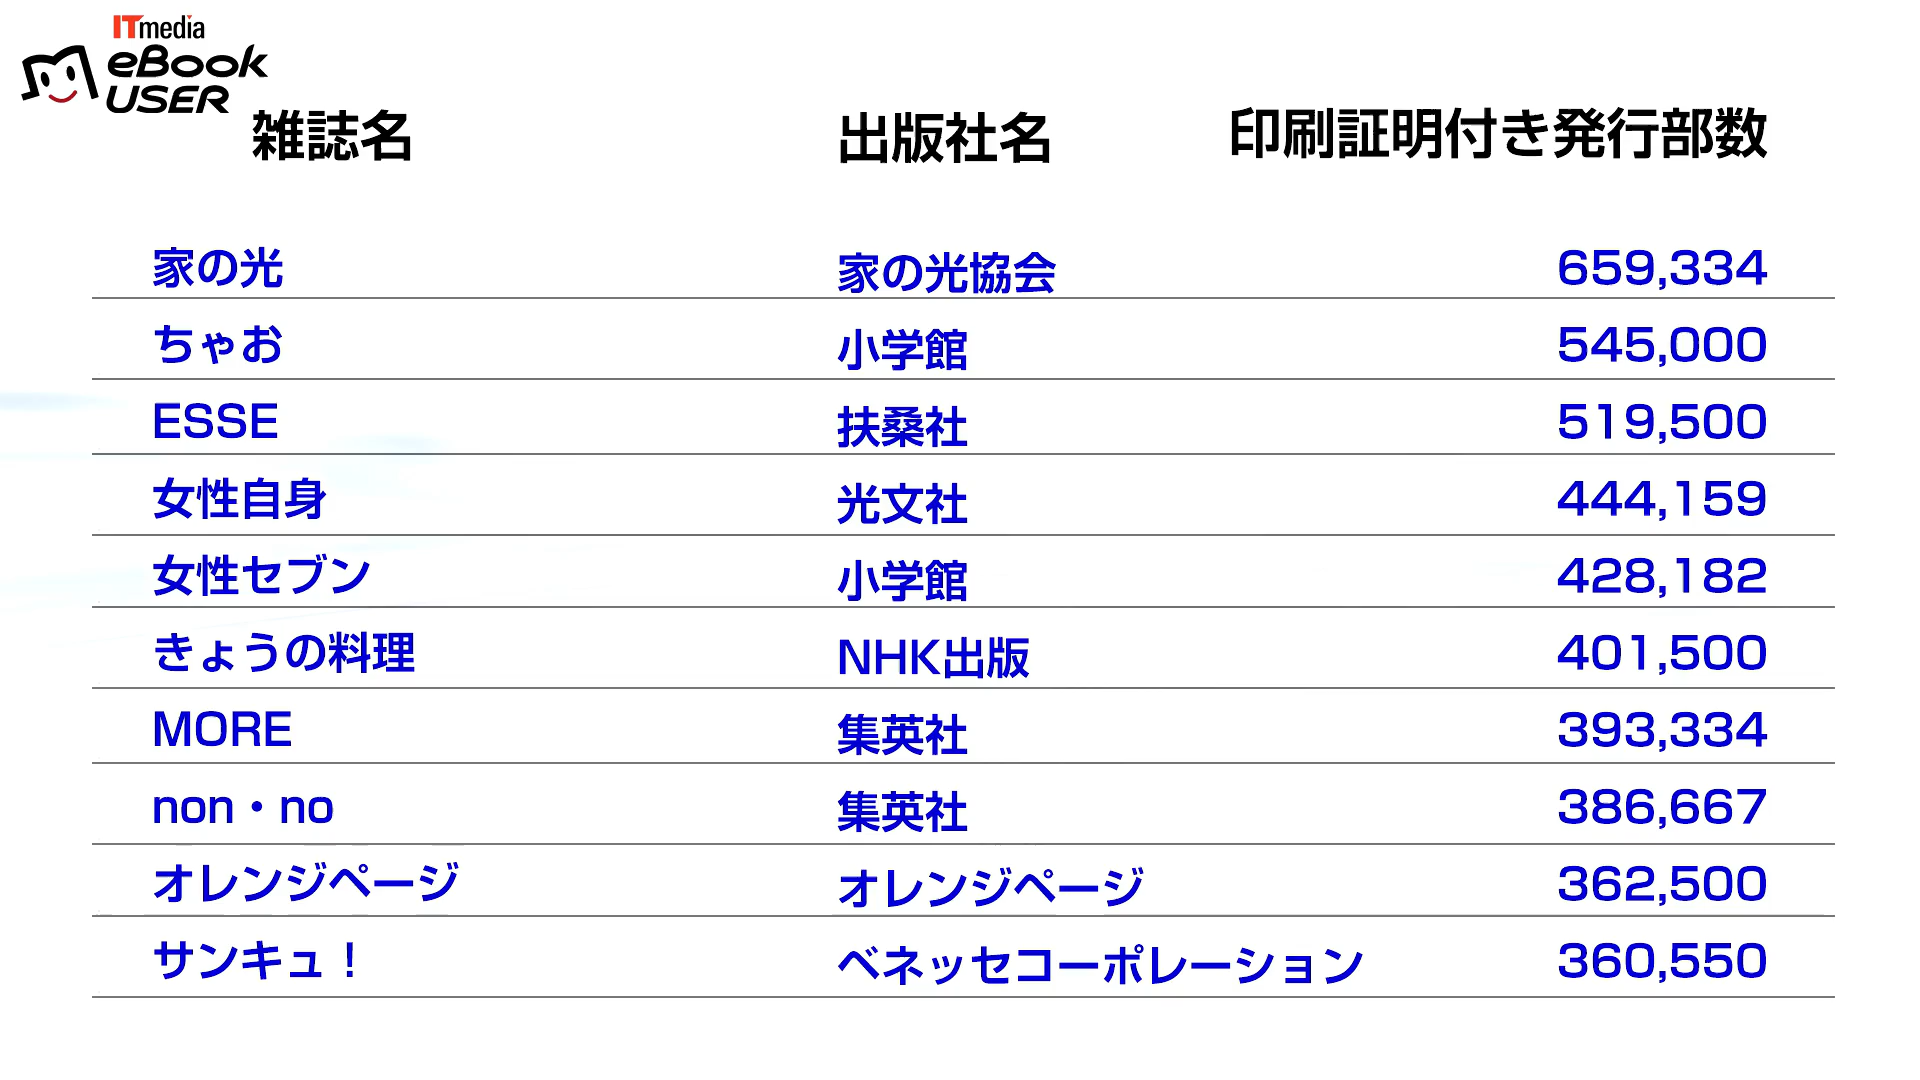 ITmedia
eBook
USER
雑誌名 出版社名 印刷証明付き発行部数
家の光 家の光協会 659,334
ちゃお 小学館 545,000
ESSE 扶桑社 519,500
女性自身 光文社 444,159
女性セブン 小学館 428,182
きょうの料理 NHK出版 401,500
MORE 集英社 393,334
non・no 集英社 386,667
オレンジページ オレンジページ 362,500
サンキュ！ ベネッセコーポレーション 360,550